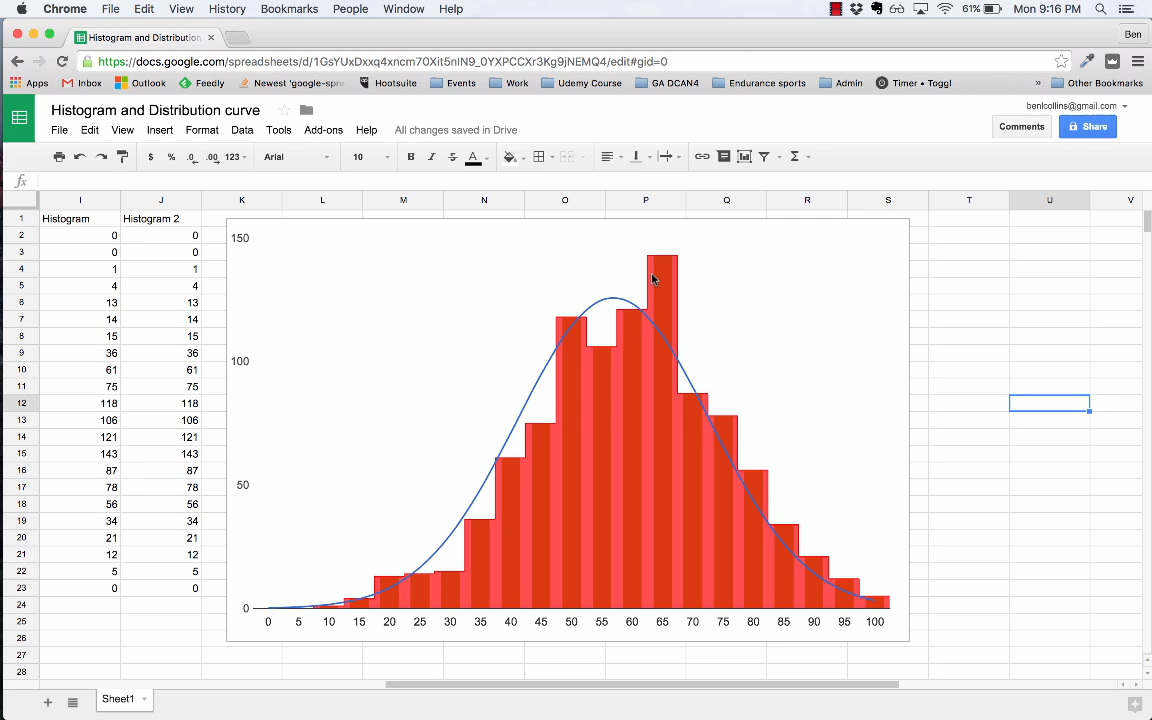 Chrome File Edit View History Bookmarks People Window Help 61% Mon 9:16 PM
Histogram and Distribution × Ben
https://docs.google.com/spreadsheets/d/1GsYUxDxxq4xncm70Xit5nIN9_0YXPCCXr3Kg9jNEMQ4/edit#gid=0
Apps Inbox Outlook Feedly Newest 'google-spre Hootsuite Events Work Udemy Course GA DCAN4 Endurance sports Admin Timer • Toggl » Other Bookmarks
Histogram and Distribution curve benlcollins@gmail.com
File Edit View Insert Format Data Tools Add-ons Help All changes saved in Drive Comments Share
$ % .0 .00 123 Arial 10 B I S A Σ
fx
I J K L M N O P Q R S T U V
1 Histogram Histogram 2
2 0 0
3 0 0
4 1 1
5 4 4
6 13 13
7 14 14
8 15 15
9 36 36
10 61 61
11 75 75
12 118 118
13 106 106
14 121 121
15 143 143
16 87 87
17 78 78
18 56 56
19 34 34
20 21 21
21 12 12
22 5 5
23 0 0
24
25
26
27
28
150
100
50
0
0 5 10 15 20 25 30 35 40 45 50 55 60 65 70 75 80 85 90 95 100
+ Sheet1